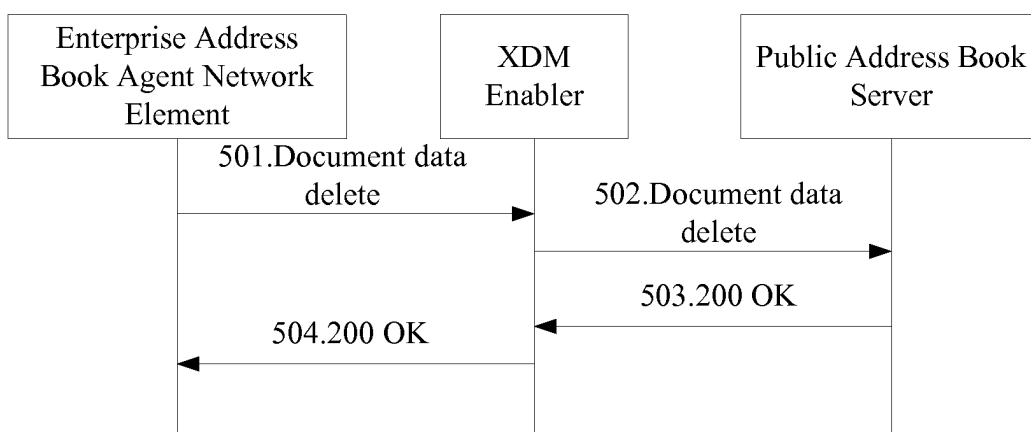 Enterprise Address
Book Agent Network
Element
XDM
Enabler
Public Address Book
Server
501.Document data
delete
502.Document data
delete
503.200 OK
504.200 OK